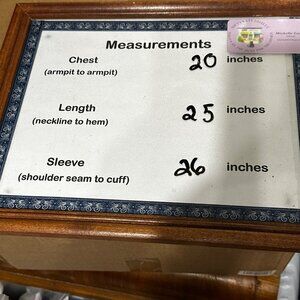 Measurements
Chest 20 inches
(armpit to armpit)
Length 25 inches
(neckline to hem)
Sleeve 26 inches
(shoulder seam to cuff)